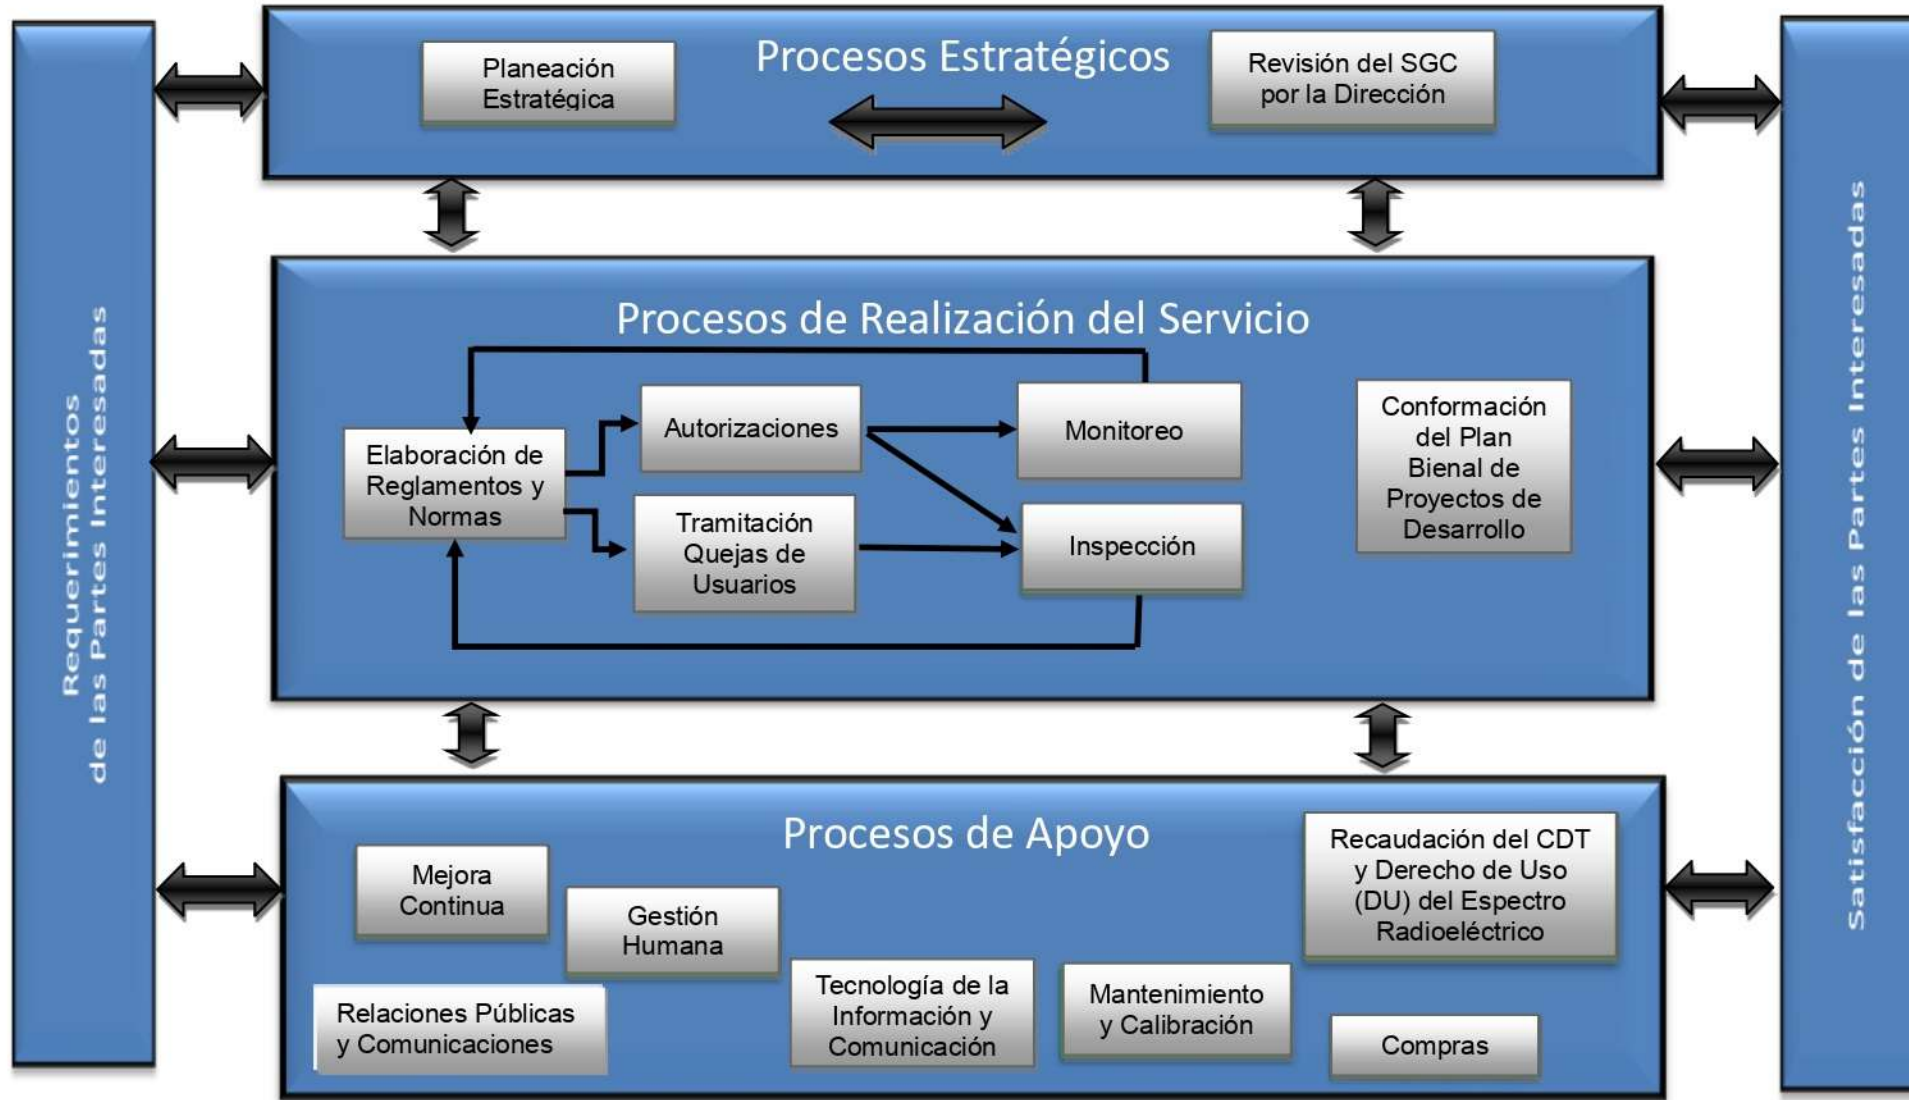 Requerimientos
de las Partes Interesadas
Procesos Estratégicos
Planeación
Estratégica
Revisión del SGC
por la Dirección
Procesos de Realización del Servicio
Elaboración de
Reglamentos y
Normas
Autorizaciones
Tramitación
Quejas de
Usuarios
Monitoreo
Inspección
Conformación
del Plan
Bienal de
Proyectos de
Desarrollo
Procesos de Apoyo
Mejora
Continua
Gestión
Humana
Relaciones Públicas
y Comunicaciones
Tecnología de la
Información y
Comunicación
Mantenimiento
y Calibración
Recaudación del CDT
y Derecho de Uso
(DU) del Espectro
Radioeléctrico
Compras
Satisfacción de las Partes Interesadas